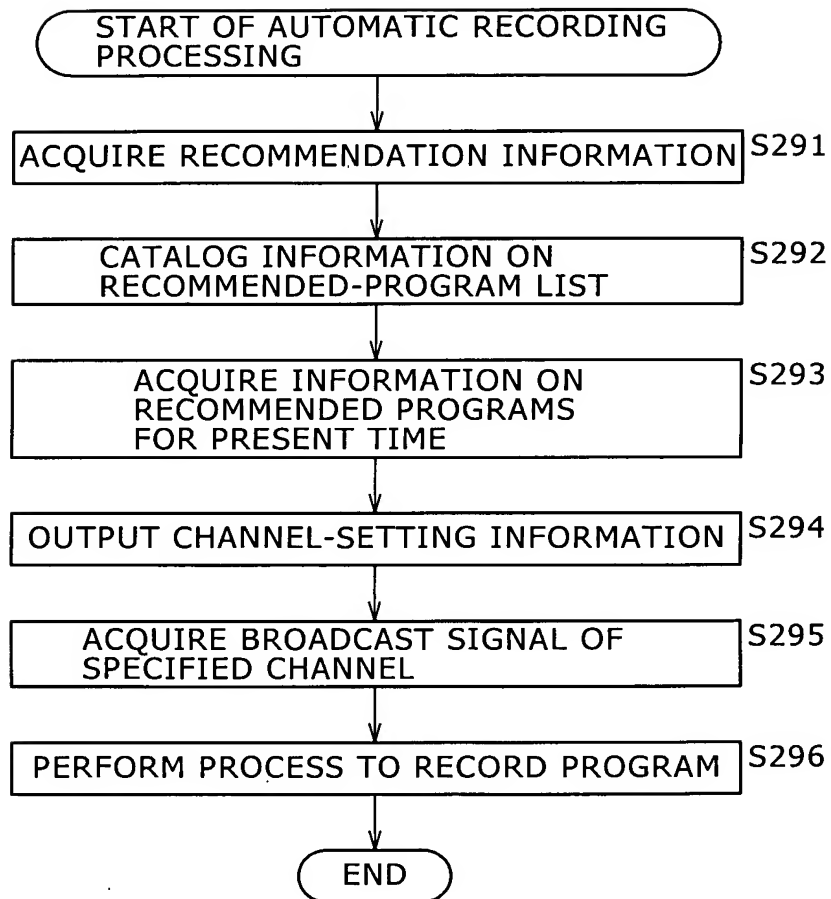 START OF AUTOMATIC RECORDING
PROCESSING
ACQUIRE RECOMMENDATION INFORMATION
S291
CATALOG INFORMATION ON
RECOMMENDED-PROGRAM LIST
S292
ACQUIRE INFORMATION ON
RECOMMENDED PROGRAMS
FOR PRESENT TIME
S293
OUTPUT CHANNEL-SETTING INFORMATION
S294
ACQUIRE BROADCAST SIGNAL OF
SPECIFIED CHANNEL
S295
PERFORM PROCESS TO RECORD PROGRAM
S296
END